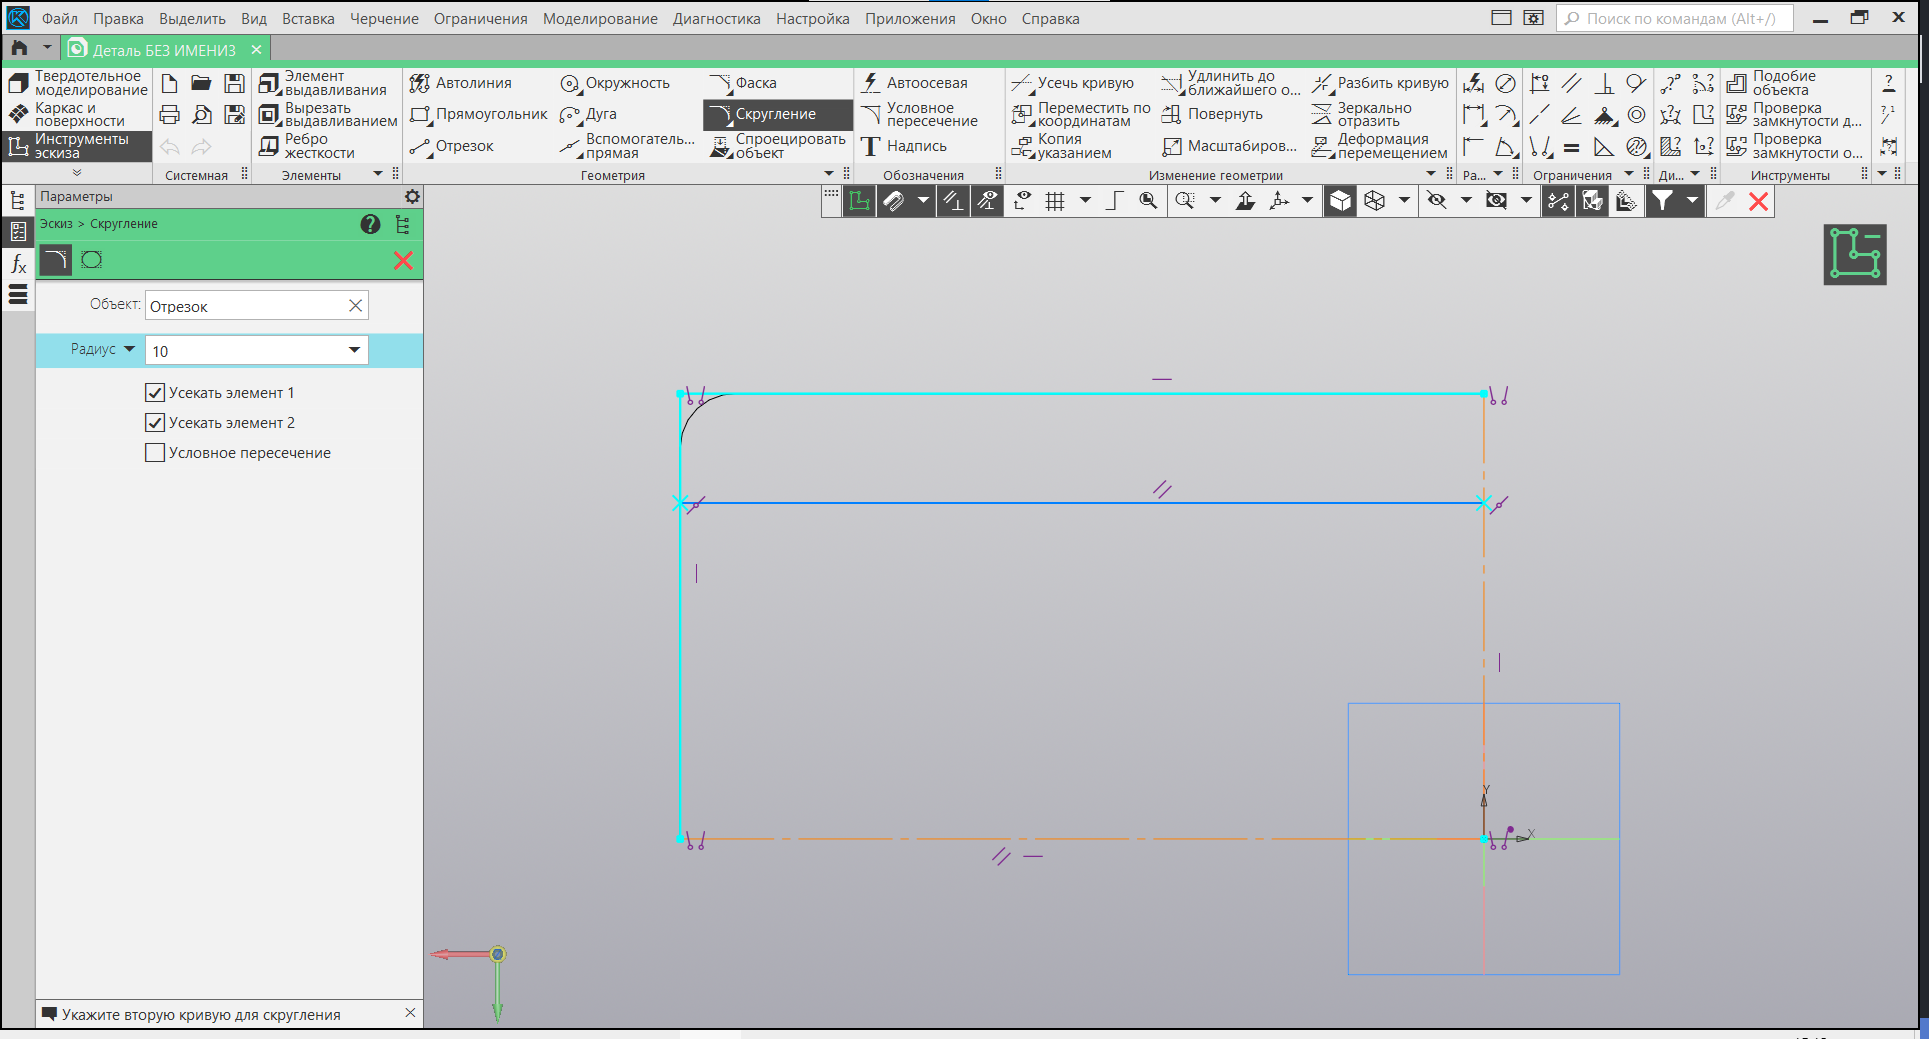 Файл Правка Выделить Вид Вставка Черчение Ограничения Моделирование Диагностика Настройка Приложения Окно Справка
Поиск по командам (Alt+/)
Деталь БЕЗ ИМЕНИ3
Твердотельное моделирование
Каркас и поверхности
Инструменты эскиза
Системная
Элемент выдавливания
Вырезать выдавливанием
Ребро жесткости
Элементы
Автолиния
Окружность
Фаска
Прямоугольник
Дуга
Скругление
Отрезок
Вспомогатель... прямая
Спроецировать объект
Геометрия
Автоосевая
Условное пересечение
Надпись
Обозначения
Усечь кривую
Удлинить до ближайшего о...
Разбить кривую
Переместить по координатам
Повернуть
Зеркально отразить
Копия указанием
Масштабиров...
Деформация перемещением
Изменение геометрии
Ра...
Ограничения
Ди...
Подобие объекта
Проверка замкнутости д...
Проверка замкнутости о...
Инструменты
Параметры
Эскиз > Скругление
Объект: Отрезок
Радиус 10
Усекать элемент 1
Усекать элемент 2
Условное пересечение
Y
X
Укажите вторую кривую для скругления